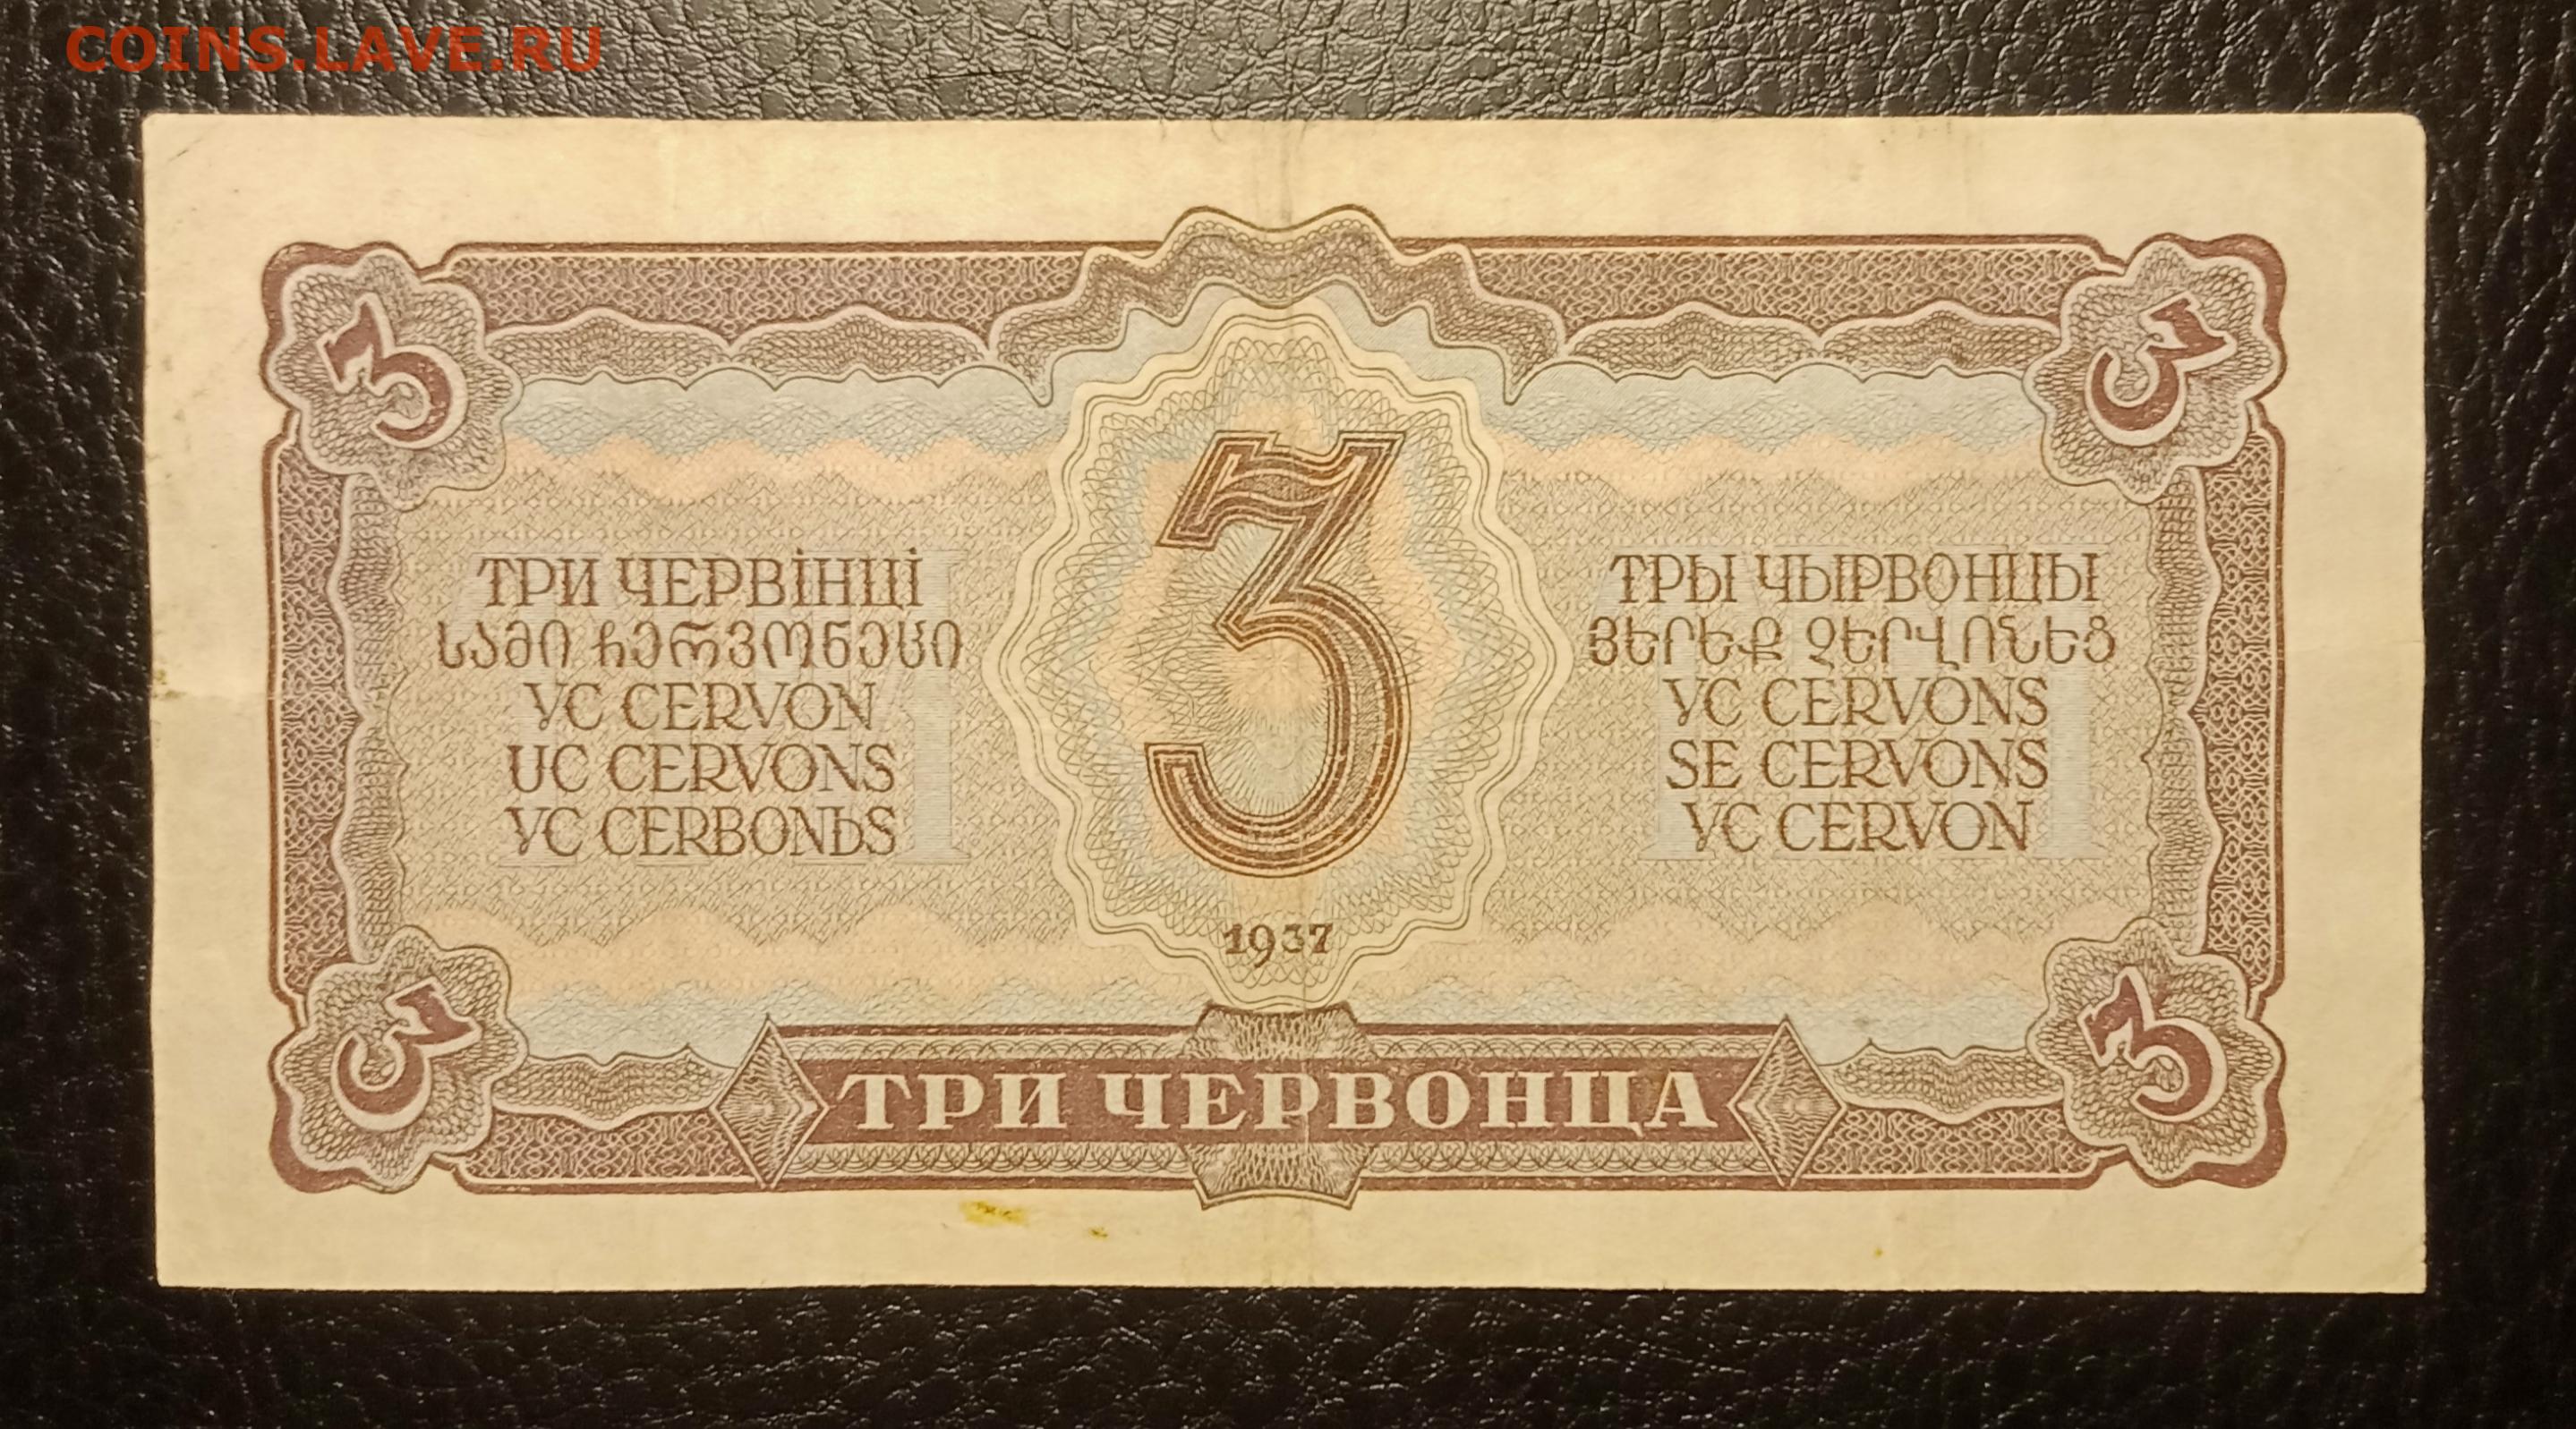 COINS.LAVE.RU
3
3
ТРИ ЧЕРВІНЦІ
ᲡᲐᲛᲘ ᲩᲔᲠᲕᲝᲜᲔᲪᲘ
УС CERVON
UC CERVONS
УС CERBONЬS
3
1937
ТРЫ ЧЫРВОНЦЫ
ՅԵՐԵՔ ՉԵՐՎՈՆԵՑ
УС CERVONS
SE CERVONS
УС CERVON
3
3
ТРИ ЧЕРВОНЦА